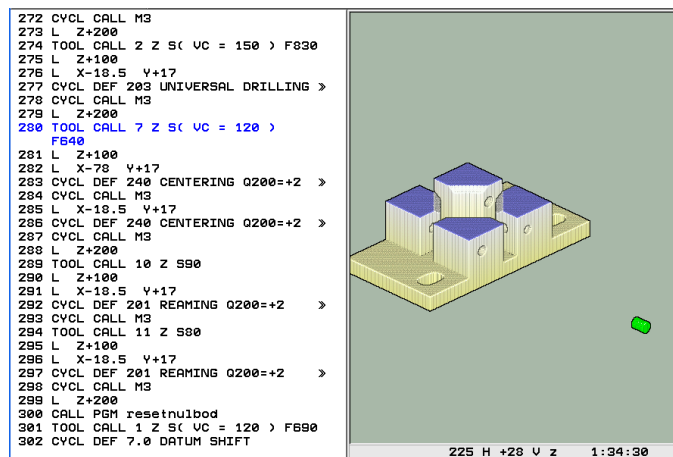 272 CYCL CALL M3
273 L Z+200
274 TOOL CALL 2 Z S( VC = 150 ) F830
275 L Z+100
276 L X-18.5 Y+17
277 CYCL DEF 203 UNIVERSAL DRILLING »
278 CYCL CALL M3
279 L Z+200
280 TOOL CALL 7 Z S( VC = 120 )
F640
281 L Z+100
282 L X-78 Y+17
283 CYCL DEF 240 CENTERING Q200=+2 »
284 CYCL CALL M3
285 L X-18.5 Y+17
286 CYCL DEF 240 CENTERING Q200=+2 »
287 CYCL CALL M3
288 L Z+200
289 TOOL CALL 10 Z S90
290 L Z+100
291 L X-18.5 Y+17
292 CYCL DEF 201 REAMING Q200=+2 »
293 CYCL CALL M3
294 TOOL CALL 11 Z S80
295 L Z+100
296 L X-18.5 Y+17
297 CYCL DEF 201 REAMING Q200=+2 »
298 CYCL CALL M3
299 L Z+200
300 CALL PGM resetnulbod
301 TOOL CALL 1 Z S( VC = 120 ) F690
302 CYCL DEF 7.0 DATUM SHIFT
225 H +28 V z 1:34:30